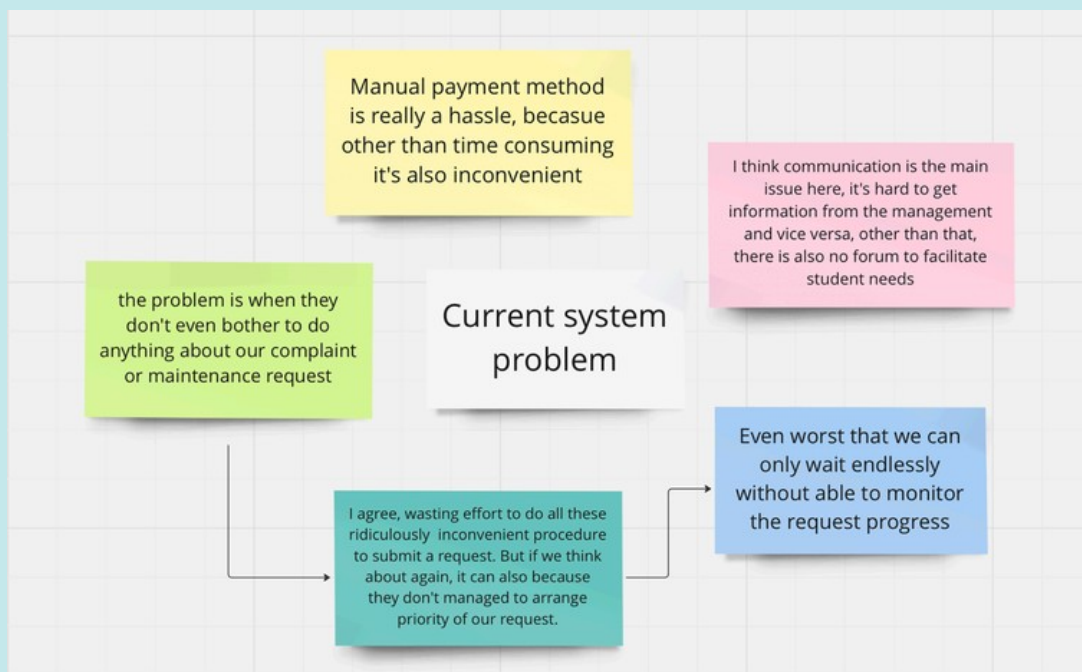 Manual payment method
is really a hassle, becasue
other than time consuming
it's also inconvenient
I think communication is the main
issue here, it's hard to get
information from the management
and vice versa, other than that,
there is also no forum to facilitate
student needs
the problem is when they
don't even bother to do
anything about our complaint
or maintenance request
Current system
problem
Even worst that we can
only wait endlessly
without able to monitor
the request progress
I agree, wasting effort to do all these
ridiculously inconvenient procedure
to submit a request. But if we think
about again, it can also because
they don't managed to arrange
priority of our request.